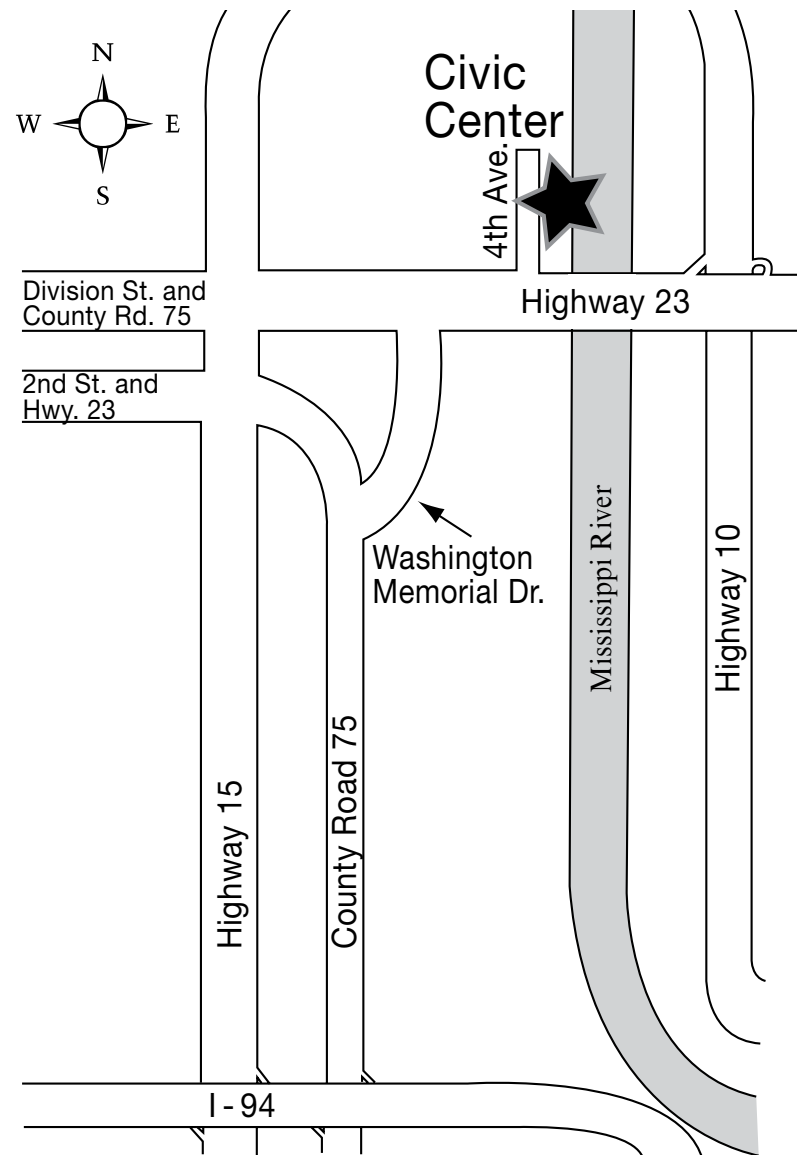 N
W
E
S
Civic
Center
4th Ave.
Division St. and
County Rd. 75
Highway 23
2nd St. and
Hwy. 23
Washington
Memorial Dr.
Mississippi River
Highway 10
Highway 15
County Road 75
I - 94